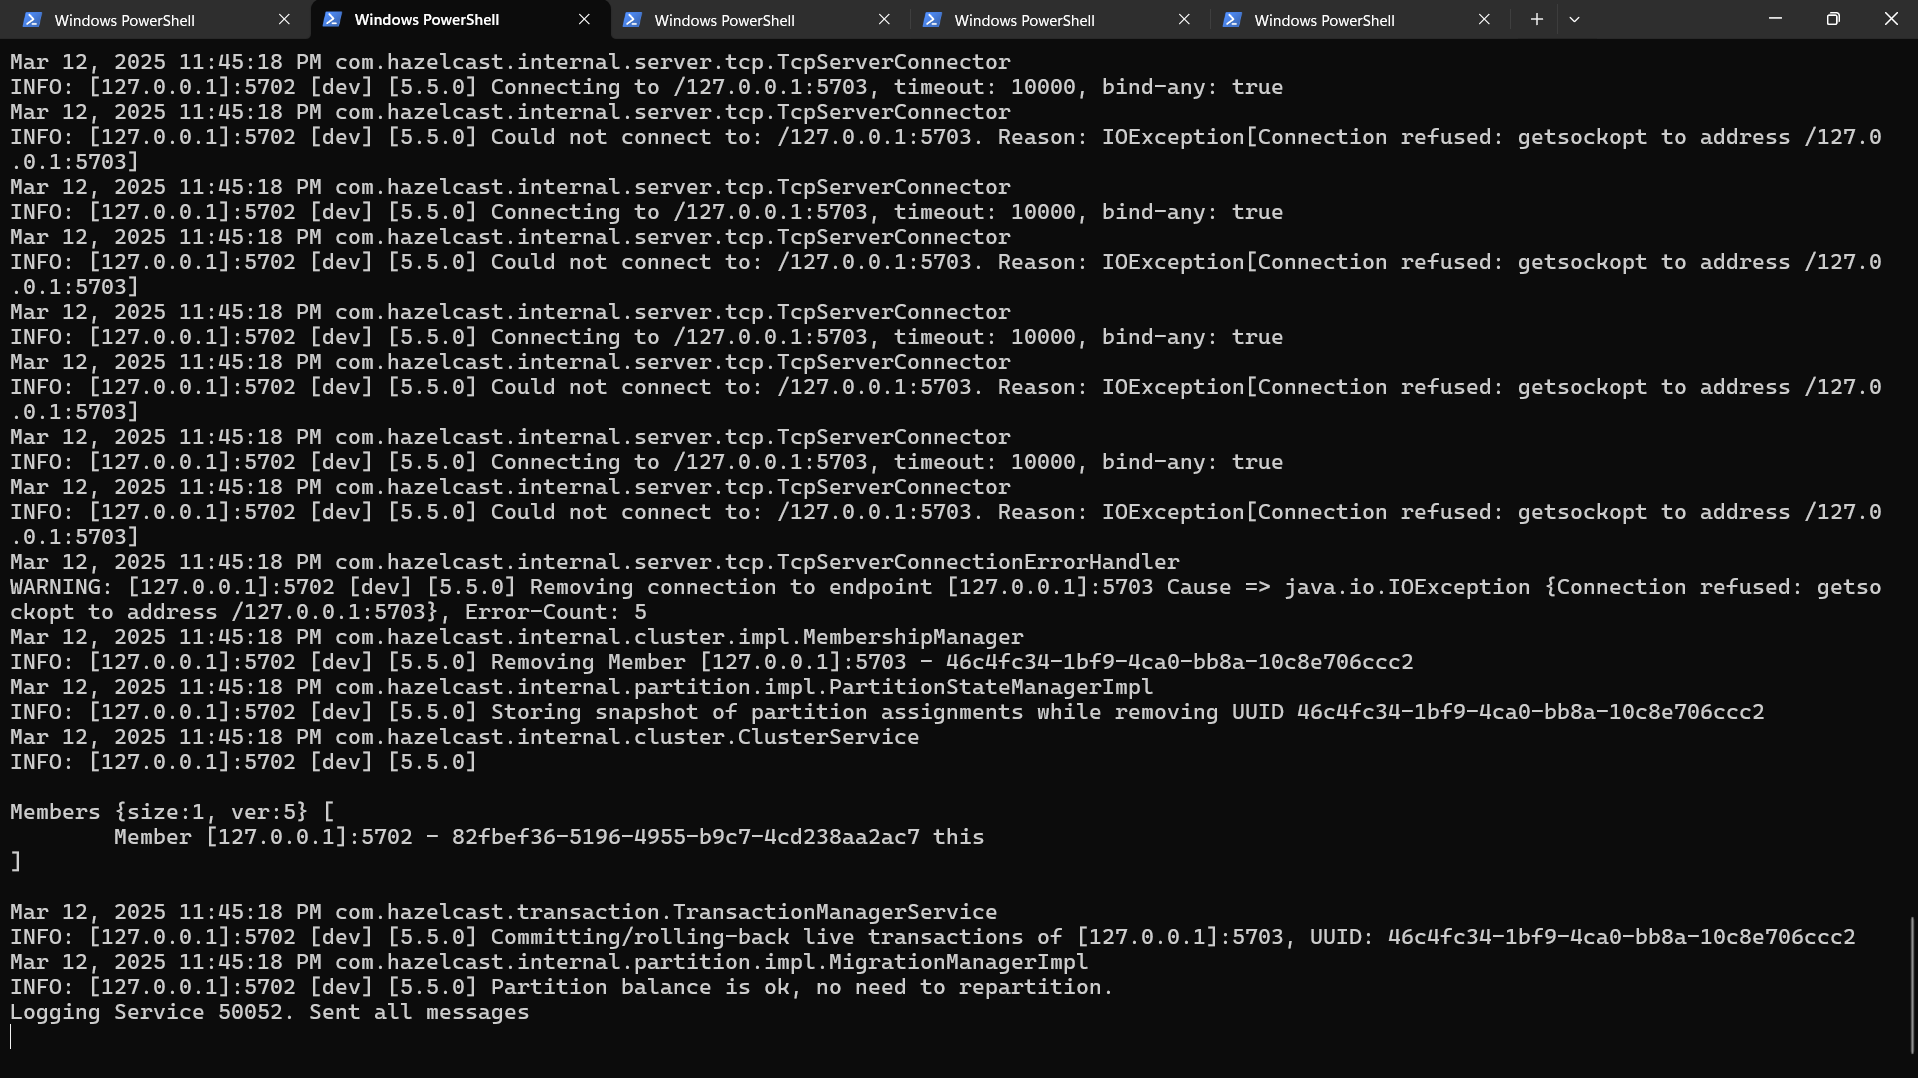 Windows PowerShell
Windows PowerShell
Windows PowerShell
Windows PowerShell
Windows PowerShell
Mar 12, 2025 11:45:18 PM com.hazelcast.internal.server.tcp.TcpServerConnector
INFO: [127.0.0.1]:5702 [dev] [5.5.0] Connecting to /127.0.0.1:5703, timeout: 10000, bind-any: true
Mar 12, 2025 11:45:18 PM com.hazelcast.internal.server.tcp.TcpServerConnector
INFO: [127.0.0.1]:5702 [dev] [5.5.0] Could not connect to: /127.0.0.1:5703. Reason: IOException[Connection refused: getsockopt to address /127.0
.0.1:5703]
Mar 12, 2025 11:45:18 PM com.hazelcast.internal.server.tcp.TcpServerConnector
INFO: [127.0.0.1]:5702 [dev] [5.5.0] Connecting to /127.0.0.1:5703, timeout: 10000, bind-any: true
Mar 12, 2025 11:45:18 PM com.hazelcast.internal.server.tcp.TcpServerConnector
INFO: [127.0.0.1]:5702 [dev] [5.5.0] Could not connect to: /127.0.0.1:5703. Reason: IOException[Connection refused: getsockopt to address /127.0
.0.1:5703]
Mar 12, 2025 11:45:18 PM com.hazelcast.internal.server.tcp.TcpServerConnector
INFO: [127.0.0.1]:5702 [dev] [5.5.0] Connecting to /127.0.0.1:5703, timeout: 10000, bind-any: true
Mar 12, 2025 11:45:18 PM com.hazelcast.internal.server.tcp.TcpServerConnector
INFO: [127.0.0.1]:5702 [dev] [5.5.0] Could not connect to: /127.0.0.1:5703. Reason: IOException[Connection refused: getsockopt to address /127.0
.0.1:5703]
Mar 12, 2025 11:45:18 PM com.hazelcast.internal.server.tcp.TcpServerConnector
INFO: [127.0.0.1]:5702 [dev] [5.5.0] Connecting to /127.0.0.1:5703, timeout: 10000, bind-any: true
Mar 12, 2025 11:45:18 PM com.hazelcast.internal.server.tcp.TcpServerConnector
INFO: [127.0.0.1]:5702 [dev] [5.5.0] Could not connect to: /127.0.0.1:5703. Reason: IOException[Connection refused: getsockopt to address /127.0
.0.1:5703]
Mar 12, 2025 11:45:18 PM com.hazelcast.internal.server.tcp.TcpServerConnectionErrorHandler
WARNING: [127.0.0.1]:5702 [dev] [5.5.0] Removing connection to endpoint [127.0.0.1]:5703 Cause => java.io.IOException {Connection refused: getso
ckopt to address /127.0.0.1:5703}, Error-Count: 5
Mar 12, 2025 11:45:18 PM com.hazelcast.internal.cluster.impl.MembershipManager
INFO: [127.0.0.1]:5702 [dev] [5.5.0] Removing Member [127.0.0.1]:5703 - 46c4fc34-1bf9-4ca0-bb8a-10c8e706ccc2
Mar 12, 2025 11:45:18 PM com.hazelcast.internal.partition.impl.PartitionStateManagerImpl
INFO: [127.0.0.1]:5702 [dev] [5.5.0] Storing snapshot of partition assignments while removing UUID 46c4fc34-1bf9-4ca0-bb8a-10c8e706ccc2
Mar 12, 2025 11:45:18 PM com.hazelcast.internal.cluster.ClusterService
INFO: [127.0.0.1]:5702 [dev] [5.5.0]
Members {size:1, ver:5} [
Member [127.0.0.1]:5702 - 82fbef36-5196-4955-b9c7-4cd238aa2ac7 this
]
Mar 12, 2025 11:45:18 PM com.hazelcast.transaction.TransactionManagerService
INFO: [127.0.0.1]:5702 [dev] [5.5.0] Committing/rolling-back live transactions of [127.0.0.1]:5703, UUID: 46c4fc34-1bf9-4ca0-bb8a-10c8e706ccc2
Mar 12, 2025 11:45:18 PM com.hazelcast.internal.partition.impl.MigrationManagerImpl
INFO: [127.0.0.1]:5702 [dev] [5.5.0] Partition balance is ok, no need to repartition.
Logging Service 50052. Sent all messages